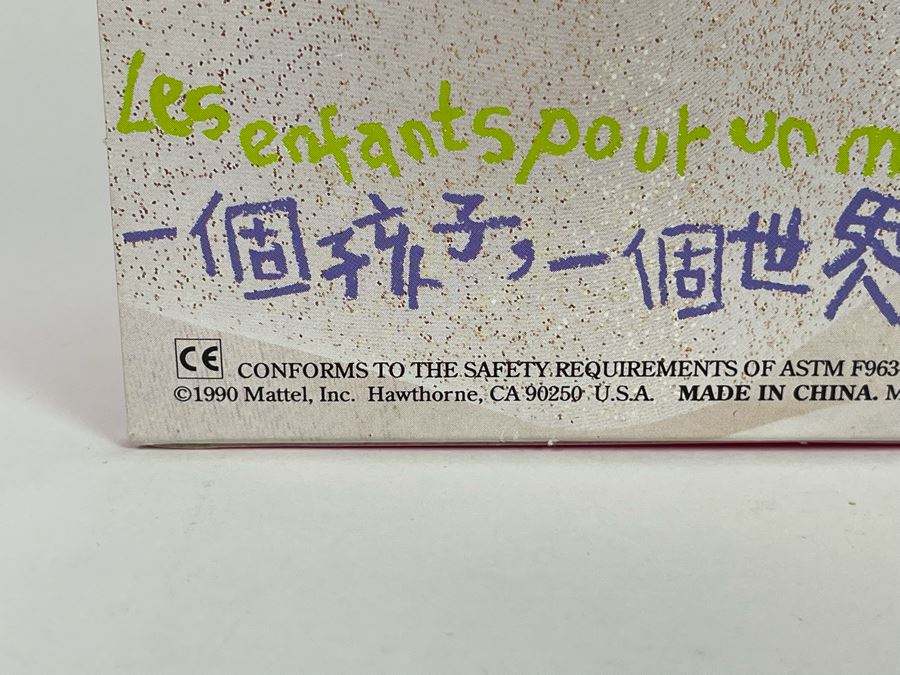 Les enfants pour un m
一個孩子，一個世界
CE CONFORMS TO THE SAFETY REQUIREMENTS OF ASTM F963-
©1990 Mattel, Inc. Hawthorne, CA 90250 U.S.A. MADE IN CHINA. M